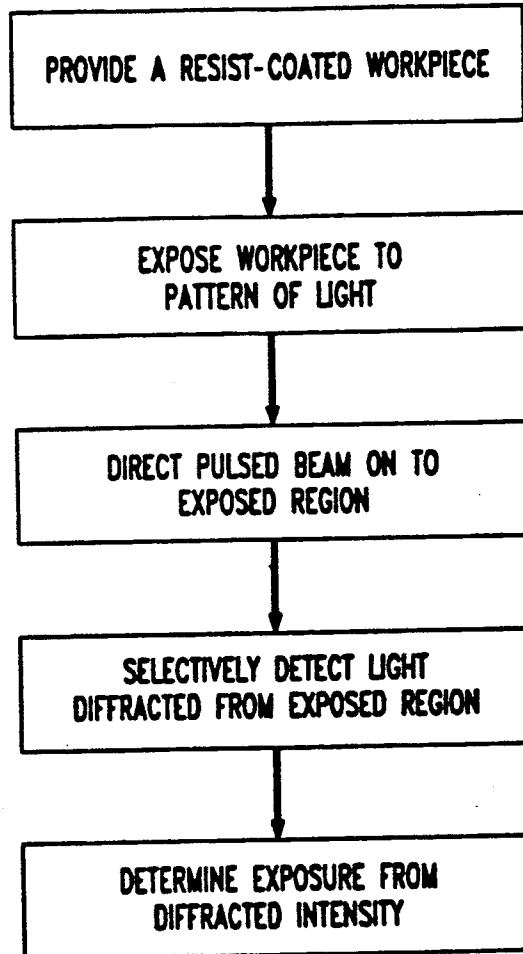 PROVIDE A RESIST-COATED WORKPIECE
EXPOSE WORKPIECE TO
PATTERN OF LIGHT
DIRECT PULSED BEAM ON TO
EXPOSED REGION
SELECTIVELY DETECT LIGHT
DIFFRACTED FROM EXPOSED REGION
DETERMINE EXPOSURE FROM
DIFFRACTED INTENSITY